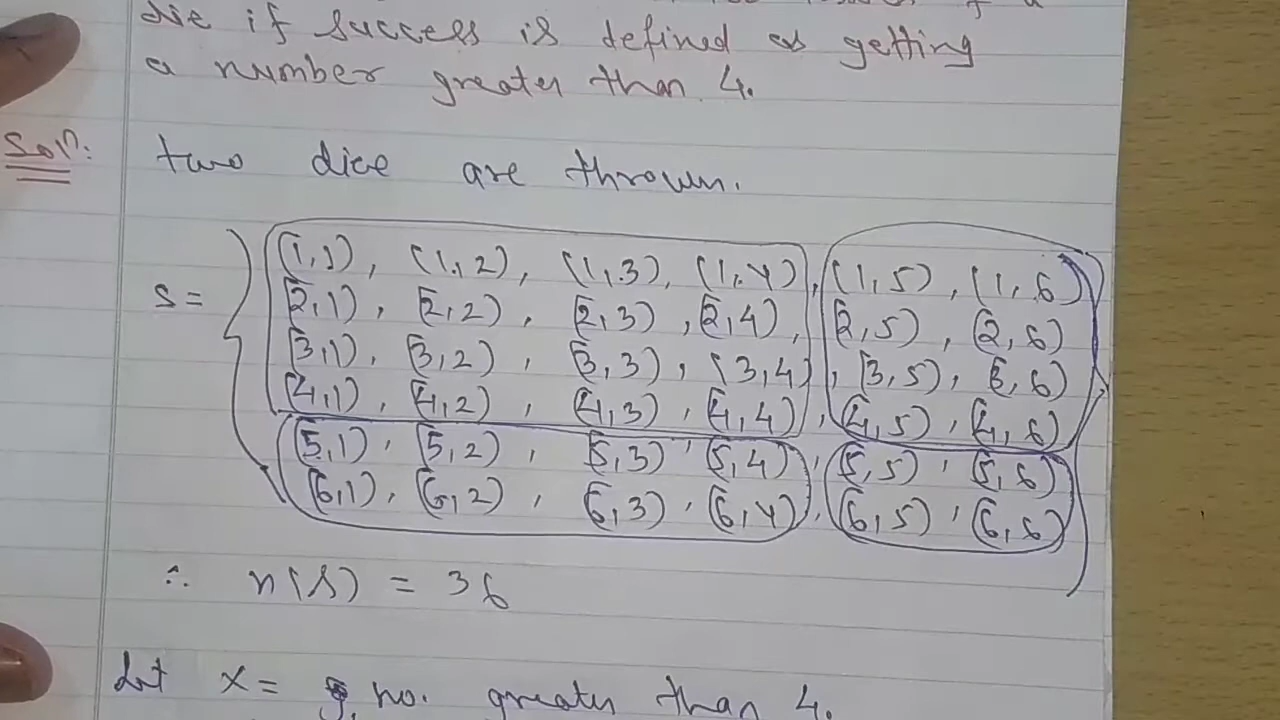 die if success is defined as getting
a number greater than 4.
Solⁿ: two dice are thrown.
(1,1), (1,2), (1,3), (1,4), (1,5), (1,6)
S = (2,1), (2,2), (2,3), (2,4), (2,5), (2,6)
(3,1), (3,2), (3,3), (3,4), (3,5), (3,6)
(4,1), (4,2), (4,3), (4,4), (4,5), (4,6)
(5,1), (5,2), (5,3), (5,4), (5,5), (5,6)
(6,1), (6,2), (6,3), (6,4), (6,5), (6,6)
∴ n(S) = 36
Let X = no. greater than 4.